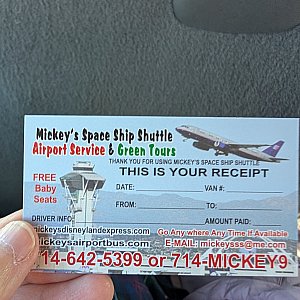 Mickey's Space Ship Shuttle
Airport Service & Green Tours
THANK YOU FOR USING MICKEY'S SPACE SHIP SHUTTLE
THIS IS YOUR RECEIPT
FREE
Baby
Seats
DATE: VAN #:
FROM: TO:
DRIVER INFO AMOUNT PAID:
mickeysdisneylandexpress.com Go Any where Any Time If Available
mickeysairportbus.com E-MAIL: mickeysss@me.com
714-642-5399 or 714-MICKEY9